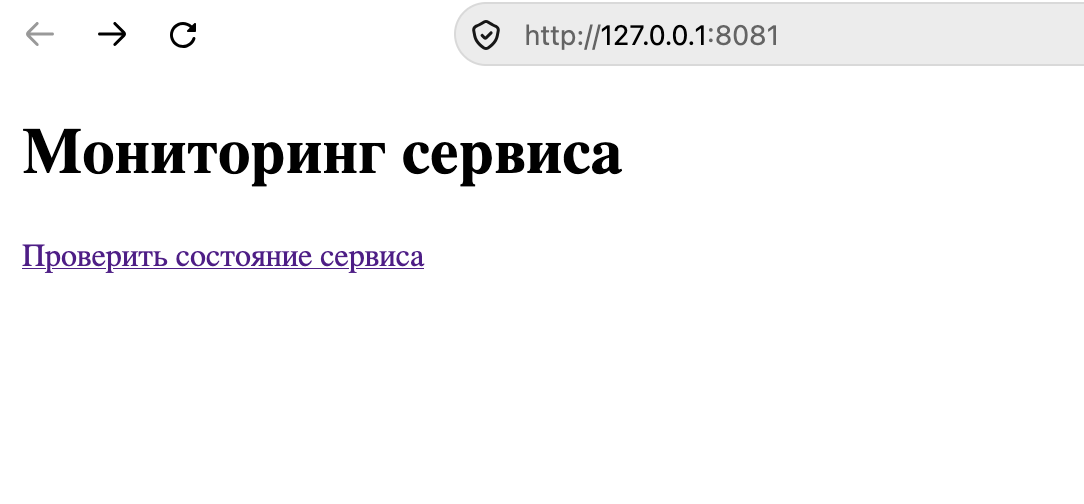 http://127.0.0.1:8081
Мониторинг сервиса
Проверить состояние сервиса